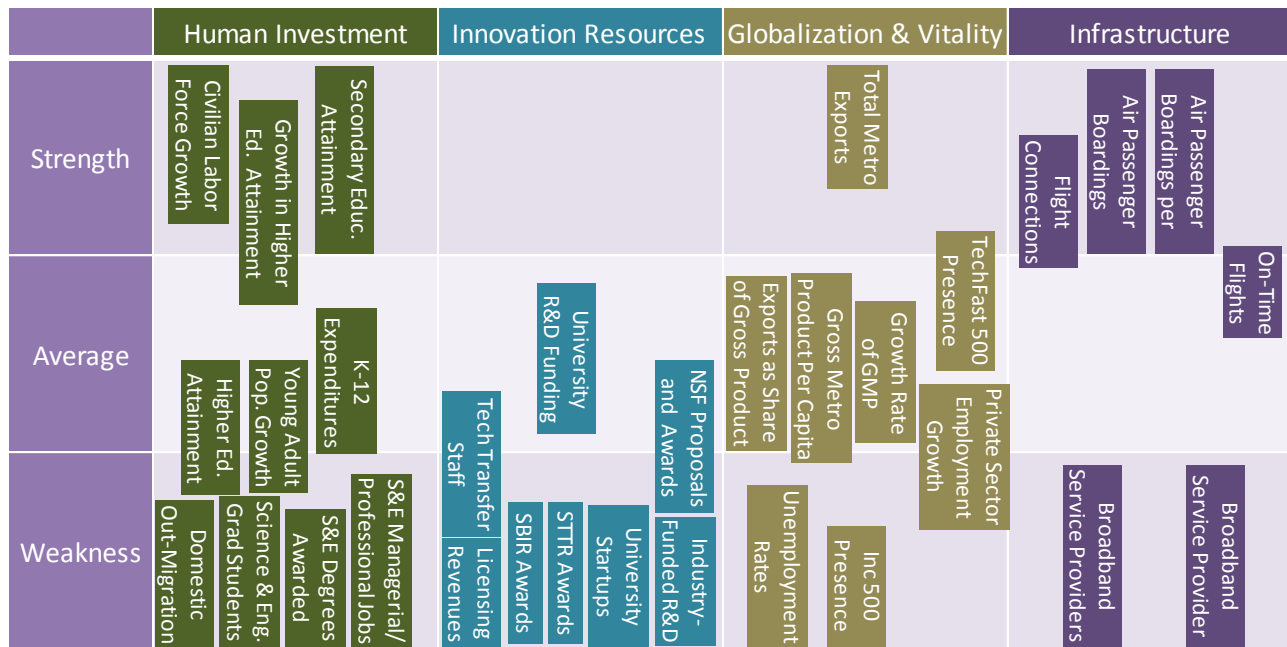 Human Investment
Innovation Resources
Globalization & Vitality
Infrastructure
Strength
Civilian Labor
Force Growth
Growth in Higher
Ed. Attainment
Secondary Educ.
Attainment
Total Metro
Exports
Flight
Connections
Air Passenger
Boardings
Air Passenger
Boardings per
On-Time
Flights
Average
Higher Ed.
Attainment
Young Adult
Pop. Growth
K-12
Expenditures
Tech Transfer
Staff
University
R&D Funding
NSF Proposals
and Awards
Exports as Share
of Gross Product
Gross Metro
Product Per Capita
Growth Rate
of GMP
TechFast 500
Presence
Private Sector
Employment
Growth
Weakness
Domestic
Out-Migration
Science & Eng.
Grad Students
S&E Degrees
Awarded
S&E Managerial/
Professional Jobs
Licensing
Revenues
SBIR Awards
STTR Awards
University
Startups
Industry-
Funded R&D
Unemployment
Rates
Inc 500
Presence
Broadband
Service Providers
Broadband
Service Provider